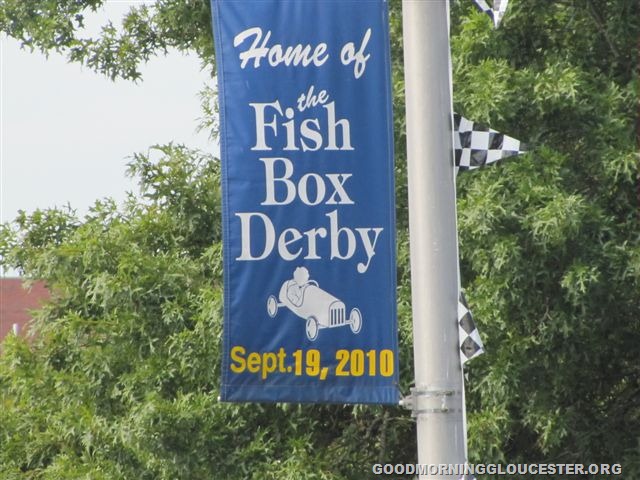 Home of
the
Fish
Box
Derby
Sept.19, 2010
GOODMORNINGGLOUCESTER.ORG